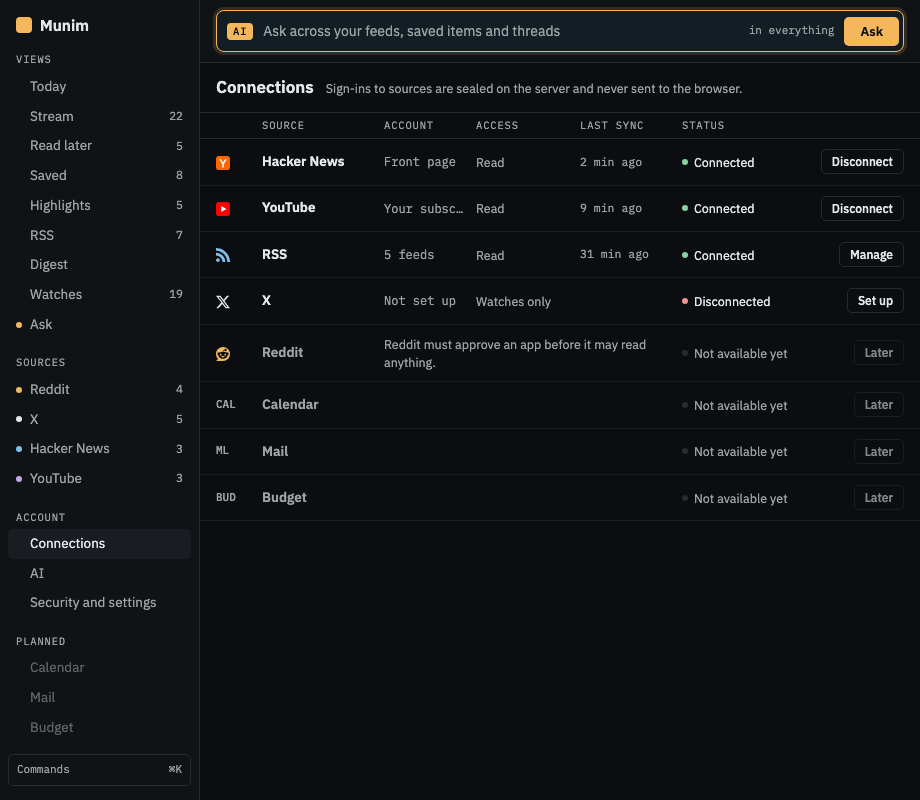 Munim
VIEWS
Today
Stream 22
Read later 5
Saved 8
Highlights 5
RSS 7
Digest
Watches 19
Ask
SOURCES
Reddit 4
X 5
Hacker News 3
YouTube 3
ACCOUNT
Connections
AI
Security and settings
PLANNED
Calendar
Mail
Budget
Commands ⌘K
AI Ask across your feeds, saved items and threads in everything Ask
Connections Sign-ins to sources are sealed on the server and never sent to the browser.
SOURCE ACCOUNT ACCESS LAST SYNC STATUS
Y Hacker News Front page Read 2 min ago Connected Disconnect
YouTube Your subsc… Read 9 min ago Connected Disconnect
RSS 5 feeds Read 31 min ago Connected Manage
X Not set up Watches only Disconnected Set up
Reddit Reddit must approve an app before it may read Not available yet Later
anything.
CAL Calendar Not available yet Later
ML Mail Not available yet Later
BUD Budget Not available yet Later